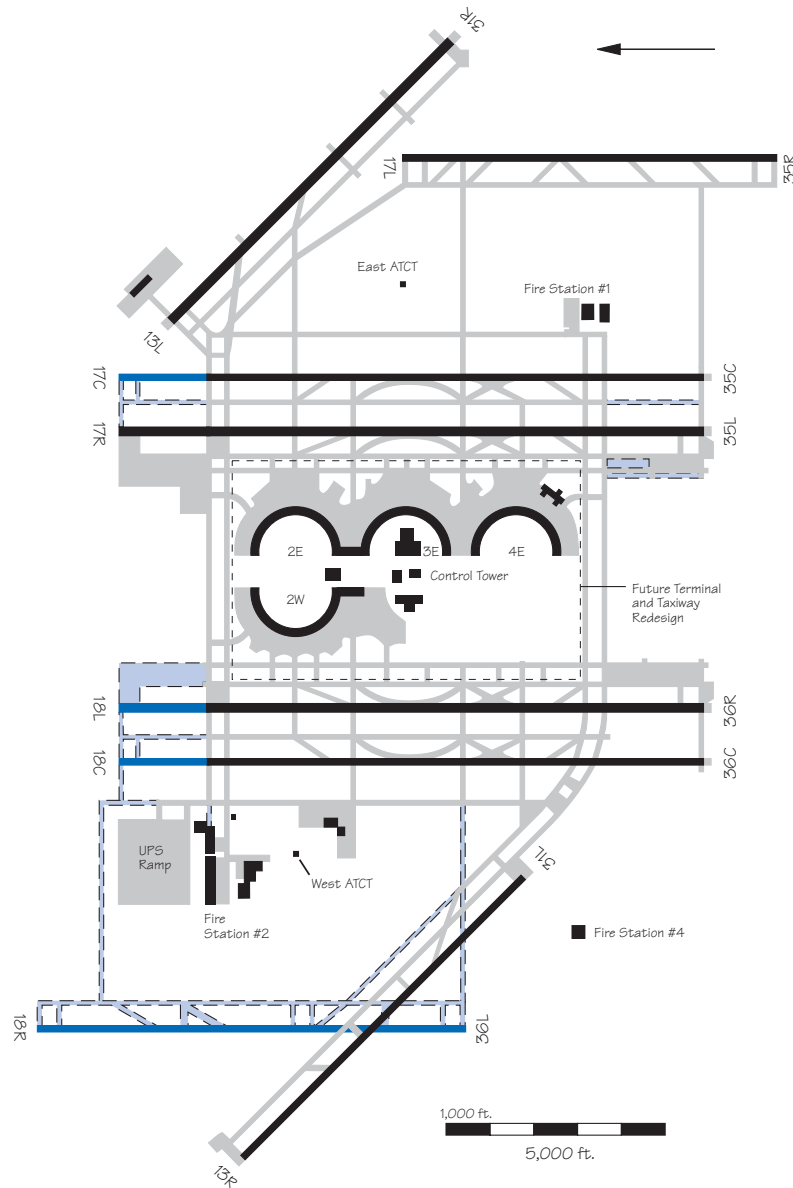 31R
17L
35R
East ATCT
Fire Station #1
13L
17C
35C
17R
35L
2E
3E
4E
Control Tower
2W
Future Terminal
and Taxiway
Redesign
18L
36R
18C
36C
UPS
Ramp
31L
West ATCT
Fire
Station #2
Fire Station #4
18R
36L
1,000 ft.
5,000 ft.
13R